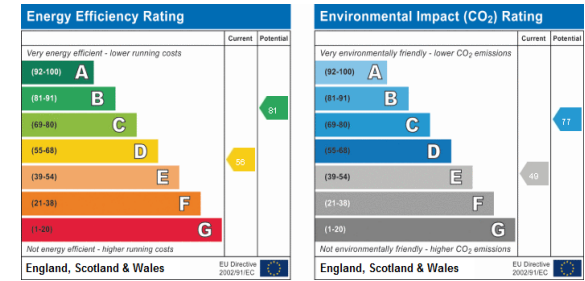 Energy Efficiency Rating
Current Potential
Very energy efficient - lower running costs
(92-100) A
(81-91) B
(69-80) C
(55-68) D
(39-54) E
(21-38) F
(1-20) G
81
56
Not energy efficient - higher running costs
England, Scotland & Wales
EU Directive
2002/91/EC
Environmental Impact (CO2) Rating
Current Potential
Very environmentally friendly - lower CO2 emissions
(92-100) A
(81-91) B
(69-80) C
(55-68) D
(39-54) E
(21-38) F
(1-20) G
77
49
Not environmentally friendly - higher CO2 emissions
England, Scotland & Wales
EU Directive
2002/91/EC